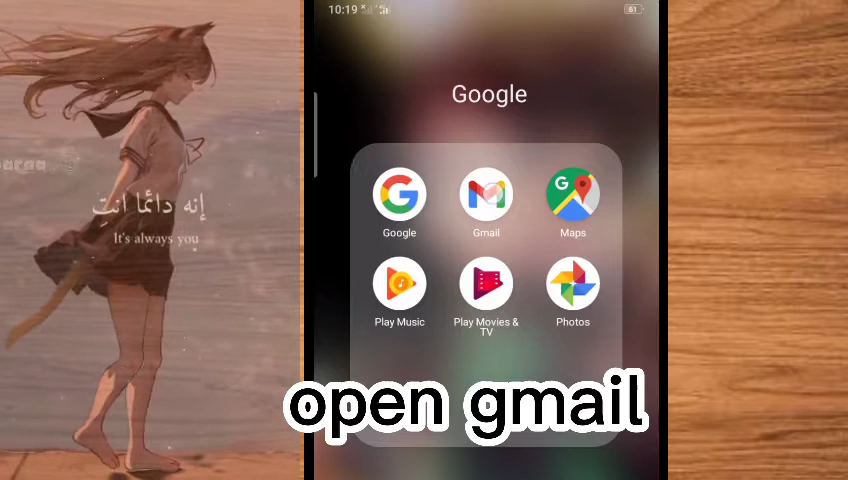 10:19
61
Google
Google
Gmail
Maps
Play Music
Play Movies &
TV
Photos
إنه دائما انتِ
It's always you
open gmail